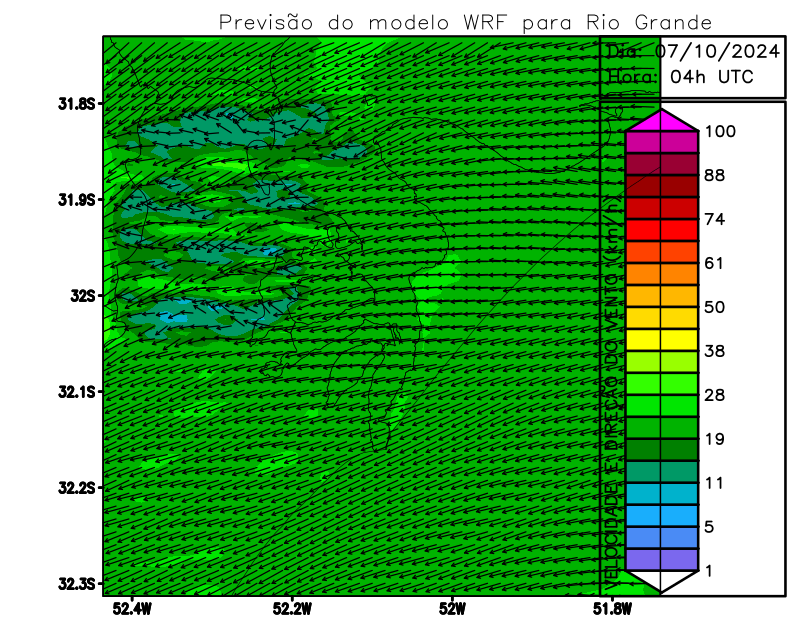 Previsão do modelo WRF para Rio Grande
Dia: 07/10/2024
Hora: 04h UTC
31.8S
31.9S
32S
32.1S
32.2S
32.3S
52.4W
52.2W
52W
51.8W
VELOCIDADE E DIREÇÃO DO VENTO (km/h)
100
88
74
61
50
38
28
19
11
5
1